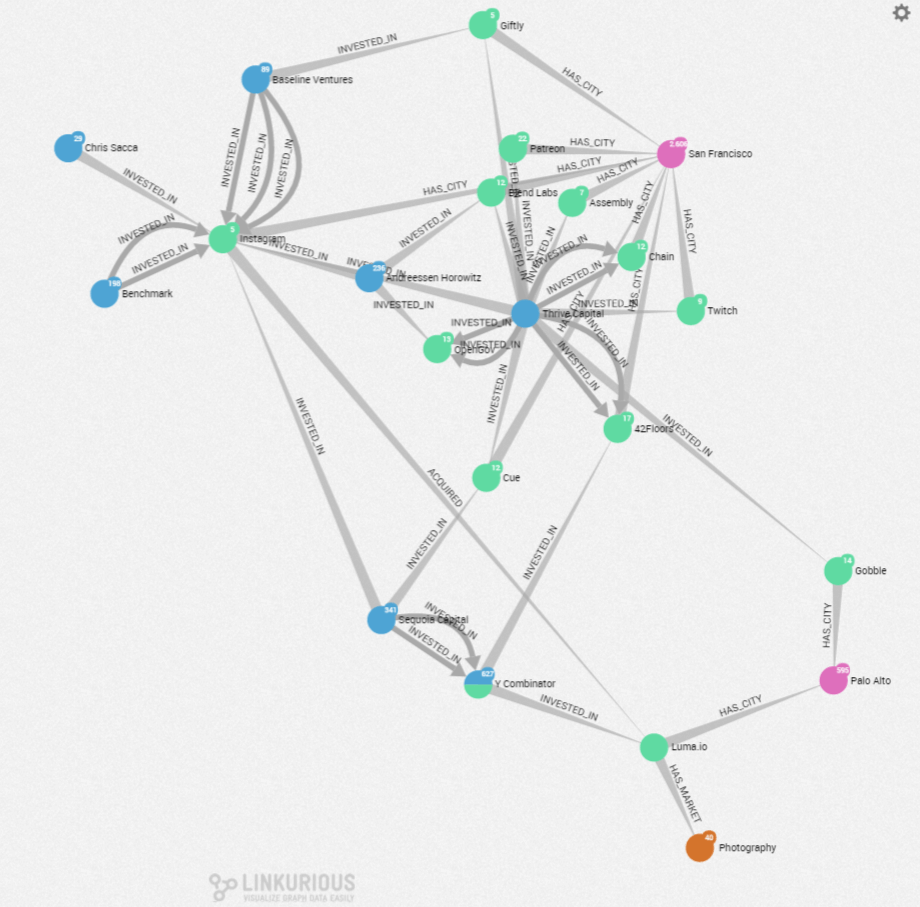 5
Giftly
INVESTED_IN
89
Baseline Ventures
HAS_CITY
29
Chris Sacca
22
Patreon
HAS_CITY
2.60k
San Francisco
INVESTED_IN
INVESTED_IN
INVESTED_IN
INVESTED_IN
HAS_CITY
12
Blend Labs
HAS_CITY
HAS_CITY
7
Assembly
HAS_CITY
INVESTED_IN
INVESTED_IN
5
Instagram
INVESTED_IN
INVESTED_IN
INVESTED_IN
INVESTED_IN
INVESTED_IN
INVESTED_IN
12
Chain
HAS_CITY
INVESTED_IN
198
Benchmark
236
Andreessen Horowitz
INVESTED_IN
INVESTED_IN
HAS_CITY
INVESTED_IN
Thrive Capital
HAS_CITY
INVESTED_IN
9
Twitch
INVESTED_IN
INVESTED_IN
13
OpenGov
INVESTED_IN
INVESTED_IN
INVESTED_IN
17
42Floors
INVESTED_IN
INVESTED_IN
12
Cue
ACQUIRED
INVESTED_IN
INVESTED_IN
14
Gobble
HAS_CITY
341
Sequoia Capital
INVESTED_IN
INVESTED_IN
627
Y Combinator
595
Palo Alto
INVESTED_IN
HAS_CITY
Luma.io
HAS_MARKET
40
Photography
LINKURIOUS
VISUALIZE GRAPH DATA EASILY